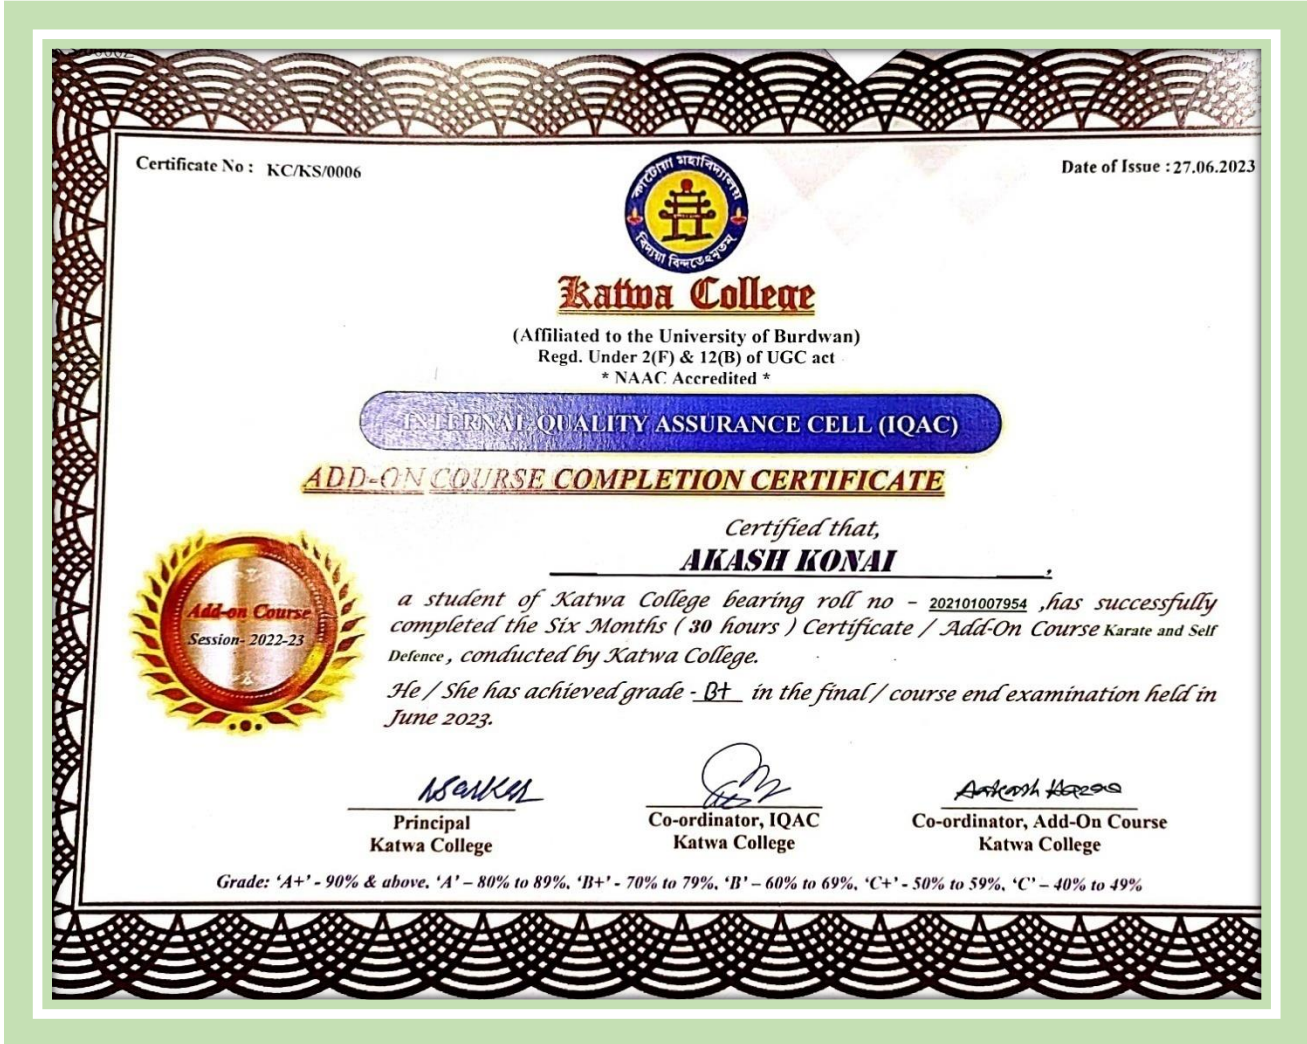 Certificate No : KC/KS/0006
Date of Issue : 27.06.2023
কাটোয়া মহাবিদ্যালয়
Katwa College
(Affiliated to the University of Burdwan)
Regd. Under 2(F) & 12(B) of UGC act
* NAAC Accredited *
INTERNAL QUALITY ASSURANCE CELL (IQAC)
ADD-ON COURSE COMPLETION CERTIFICATE
Certified that,
AKASH KONAI,
a student of Katwa College bearing roll no - 202101007954 ,has successfully
completed the Six Months ( 30 hours ) Certificate / Add-On Course Karate and Self
Defence, conducted by Katwa College.
He / She has achieved grade - B+ in the final / course end examination held in
June 2023.
Add-on Course
Session- 2022-23
Principal
Katwa College
Co-ordinator, IQAC
Katwa College
Co-ordinator, Add-On Course
Katwa College
Grade: ‘A+’ - 90% & above, ‘A’ – 80% to 89%, ‘B+’ - 70% to 79%, ‘B’ – 60% to 69%, ‘C+’ - 50% to 59%, ‘C’ – 40% to 49%